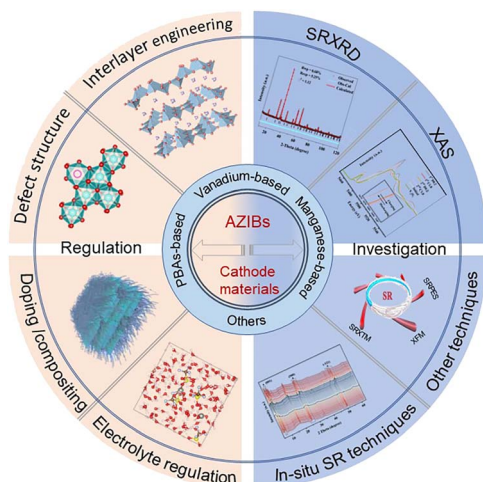 Interlayer engineering
SRXRD
Defect structure
XAS
Vanadium-based
PBAs-based
AZIBs
Manganese-based
Regulation
Investigation
Cathode
materials
Others
Doping /compositing
SR
SRPES
SRXTM
XFM
Other techniques
Electrolyte regulation
In-situ SR techniques